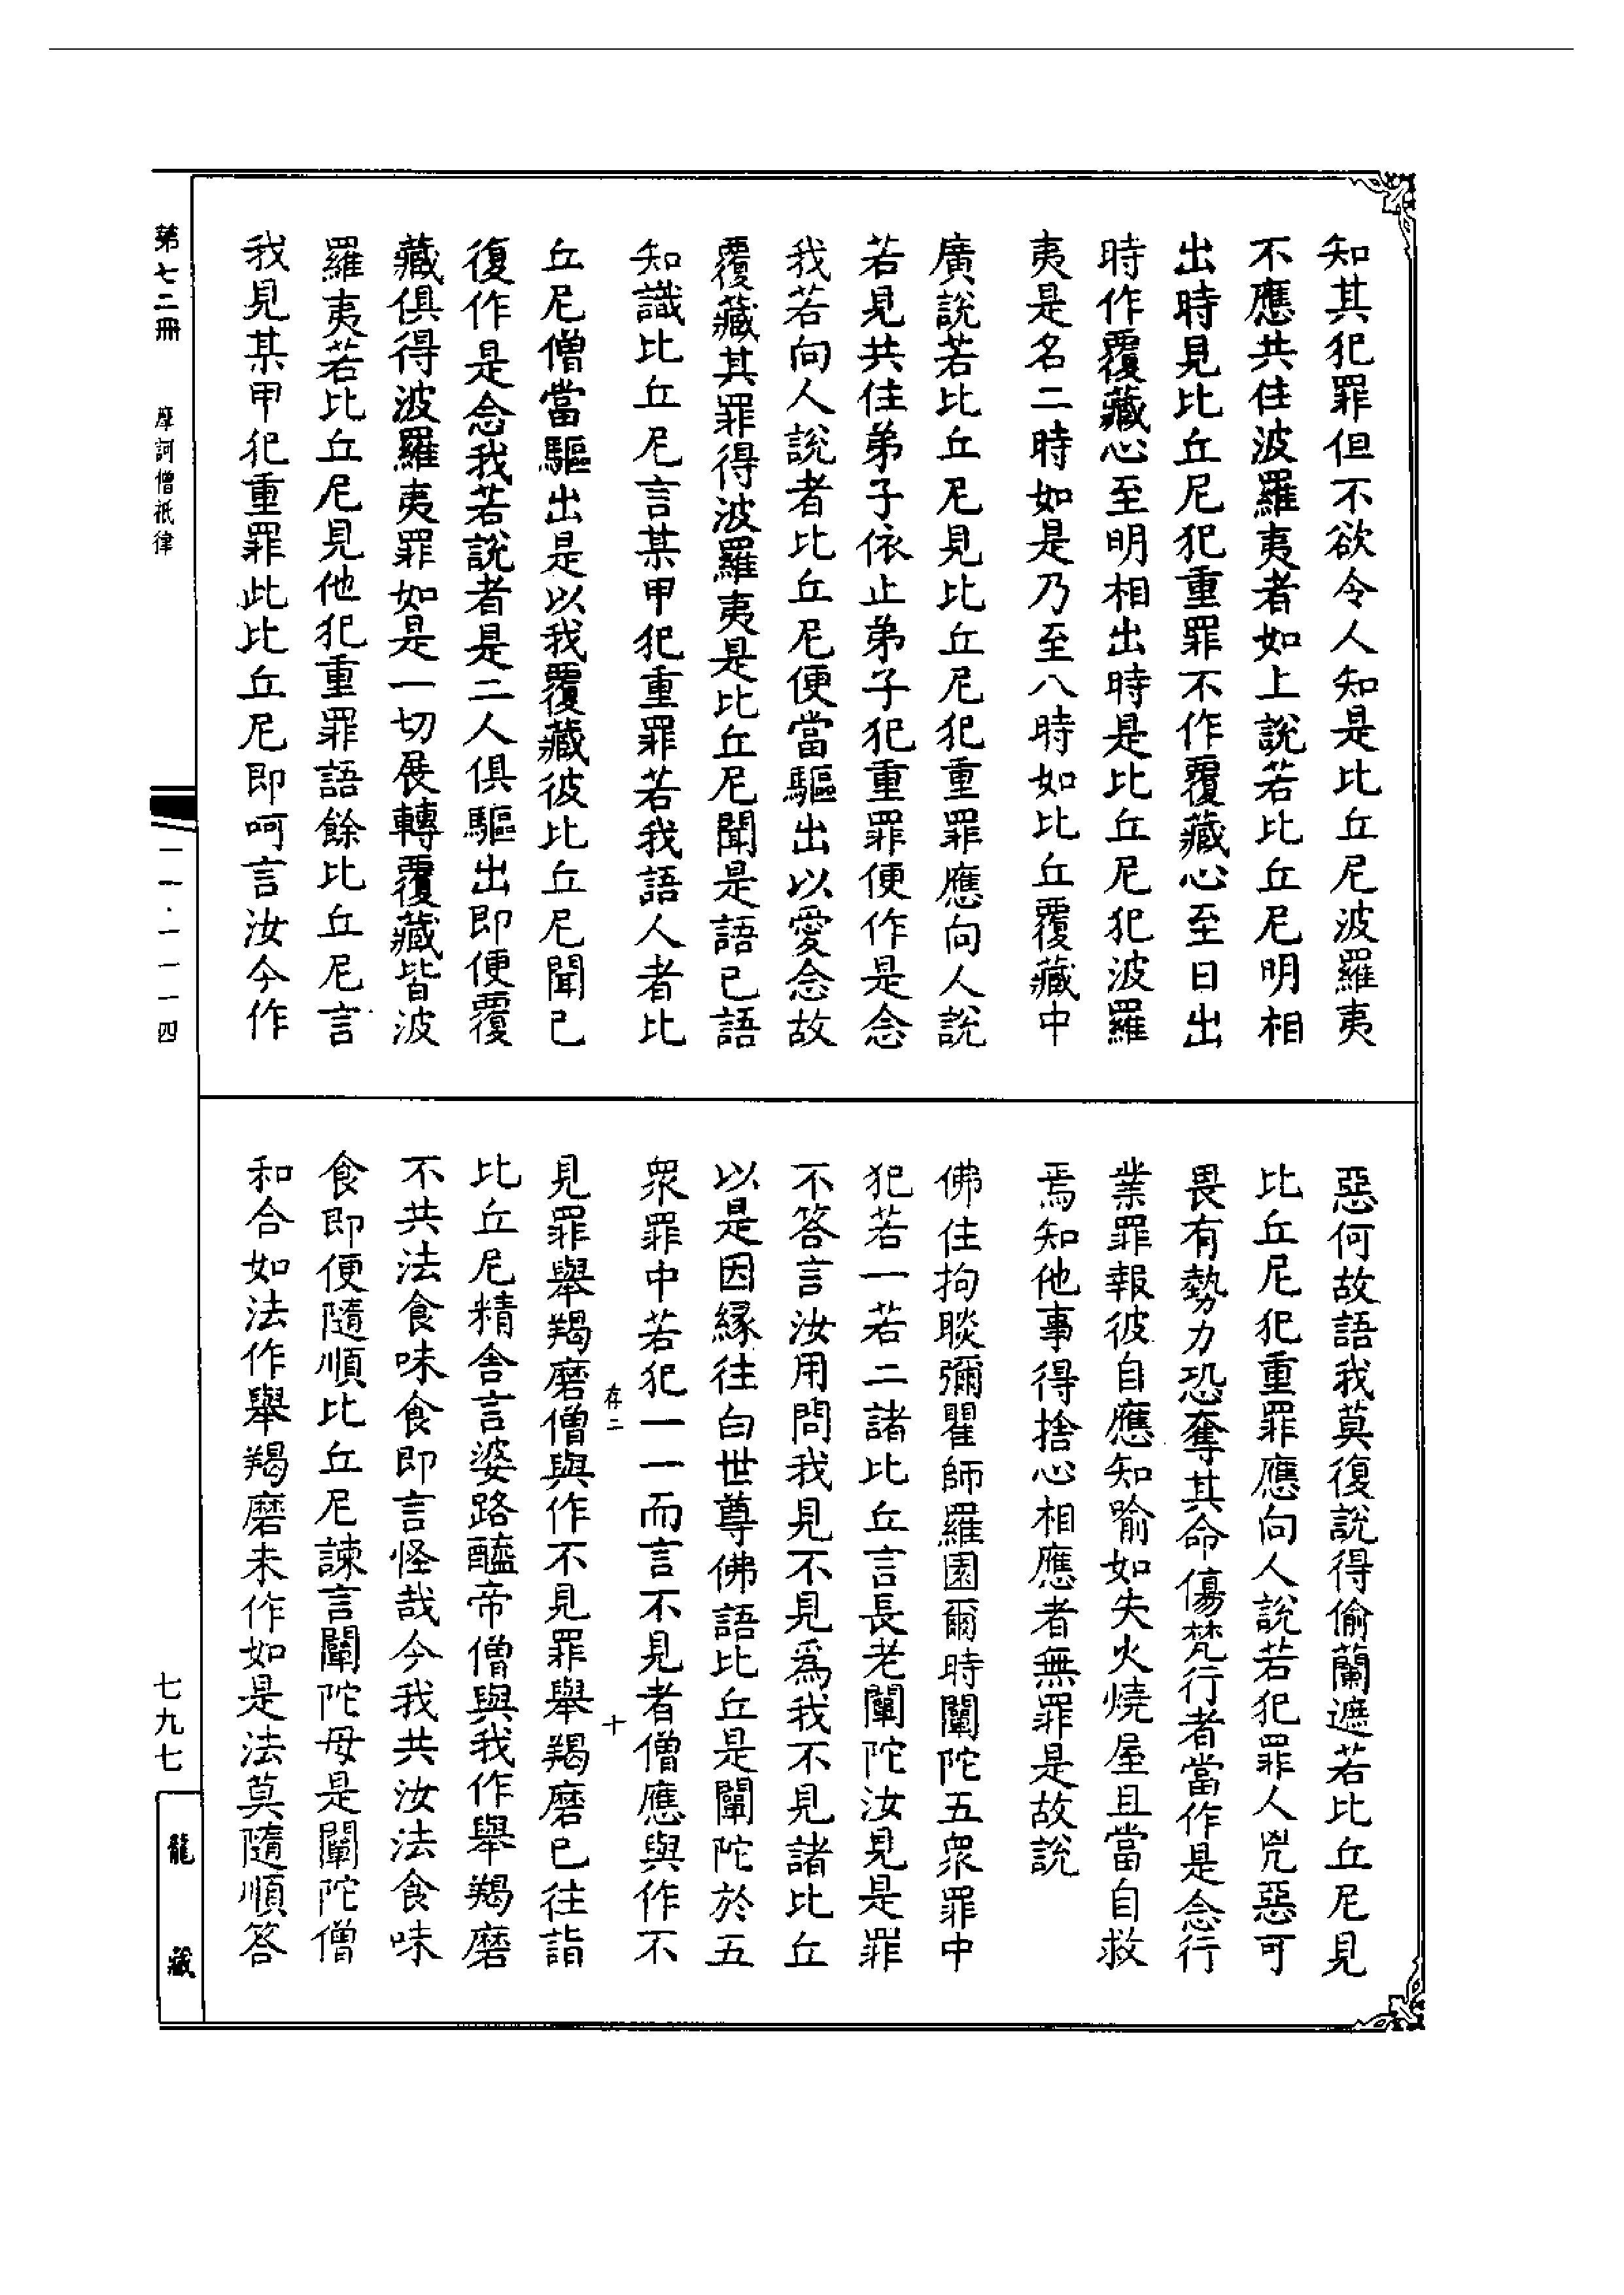 知其犯罪但不欲令人知是比丘尼波羅夷
不應共住波羅夷者如上說若比丘尼明相
出時見比丘尼犯重罪不作覆藏心至日出
時作覆藏心至明相出時是比丘尼犯波羅
夷是名二時如是乃至八時如比丘覆藏中
廣說若比丘尼見比丘尼犯重罪應向人說
若見共住弟子依止弟子犯重罪便作是念
我若向人說者比丘尼便當驅出以愛念故
覆藏其罪得波羅夷是比丘尼聞是語已語
知識比丘尼言某甲犯重罪若我語人者比
丘尼僧當驅出是以我覆藏彼比丘尼聞已
復作是念我若說者是二人俱驅出即便覆
藏俱得波羅夷罪如是一切展轉覆藏皆波
羅夷若比丘尼見他犯重罪語餘比丘尼言
我見某甲犯重罪此比丘尼即呵言汝今作
惡何故語我莫復說得偷蘭遮若比丘尼見
比丘尼犯重罪應向人說若犯罪人兇惡可
畏有勢力恐奪其命傷梵行者當作是念行
業罪報彼自應知喻如失火燒屋且當自救
焉知他事得捨心相應者無罪是故說
佛住拘睒彌瞿師羅園爾時闡陀五眾罪中
犯若一若二諸比丘言長老闡陀汝見是罪
不答言汝用問我見不見爲我不見諸比丘
以是因緣往白世尊佛語比丘是闡陀於五
眾罪中若犯一一而言不見者僧應與作不
存二
十
見罪舉羯磨僧與作不見罪舉羯磨已往詣
比丘尼精舍言婆路醯帝僧與我作舉羯磨
不共法食味食即言怪哉今我共汝法食味
食即便隨順比丘尼諫言闡陀母是闡陀僧
和合如法作舉羯磨未作如是法莫隨順答
第七二冊
摩訶僧祇律
一一·一一一四
七九七
龍藏